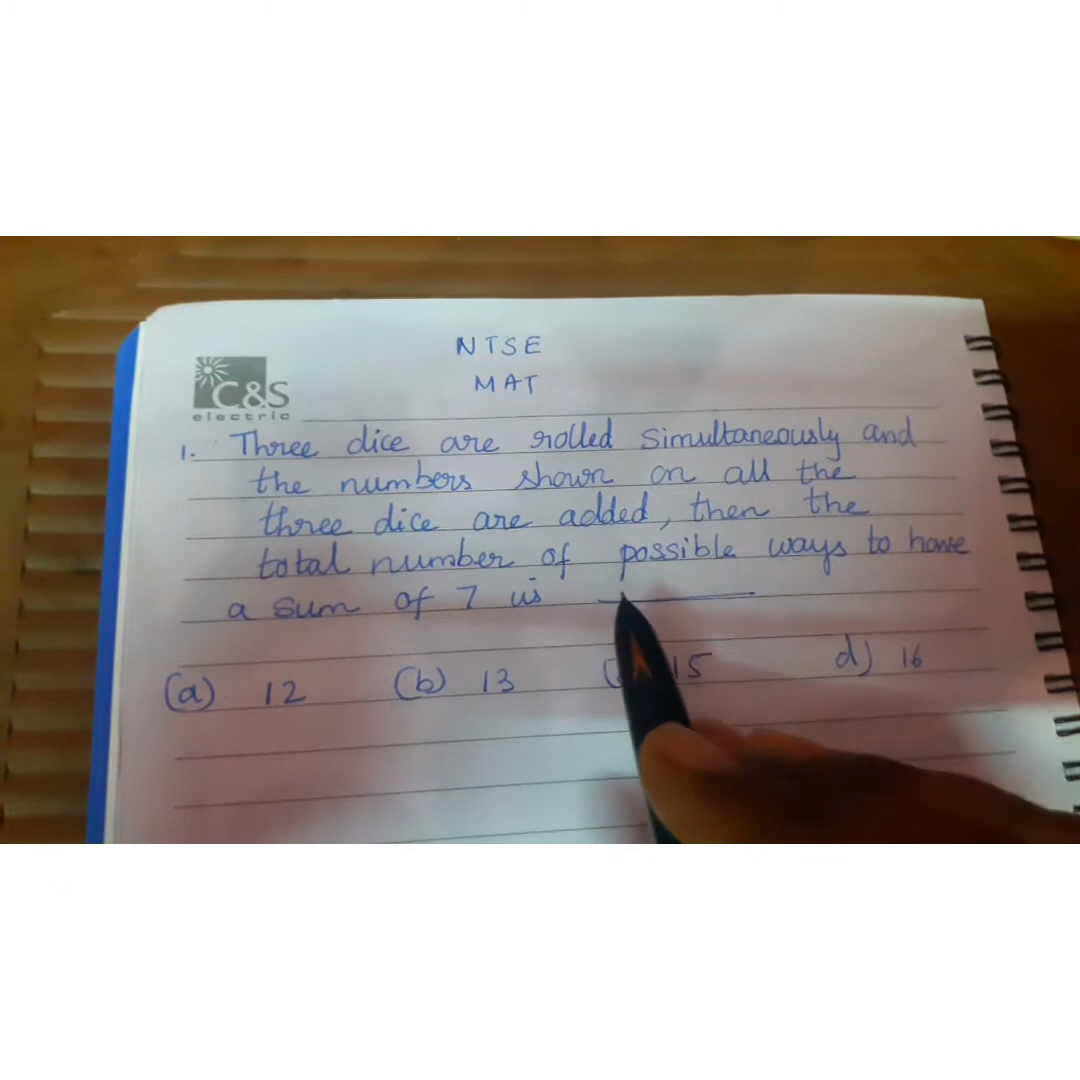 NTSE
MAT
C&S
electric
1. Three dice are rolled simultaneously and
the numbers shown on all the
three dice are added, then the
total number of possible ways to have
a sum of 7 is
(a) 12 (b) 13 ( 15 d) 16